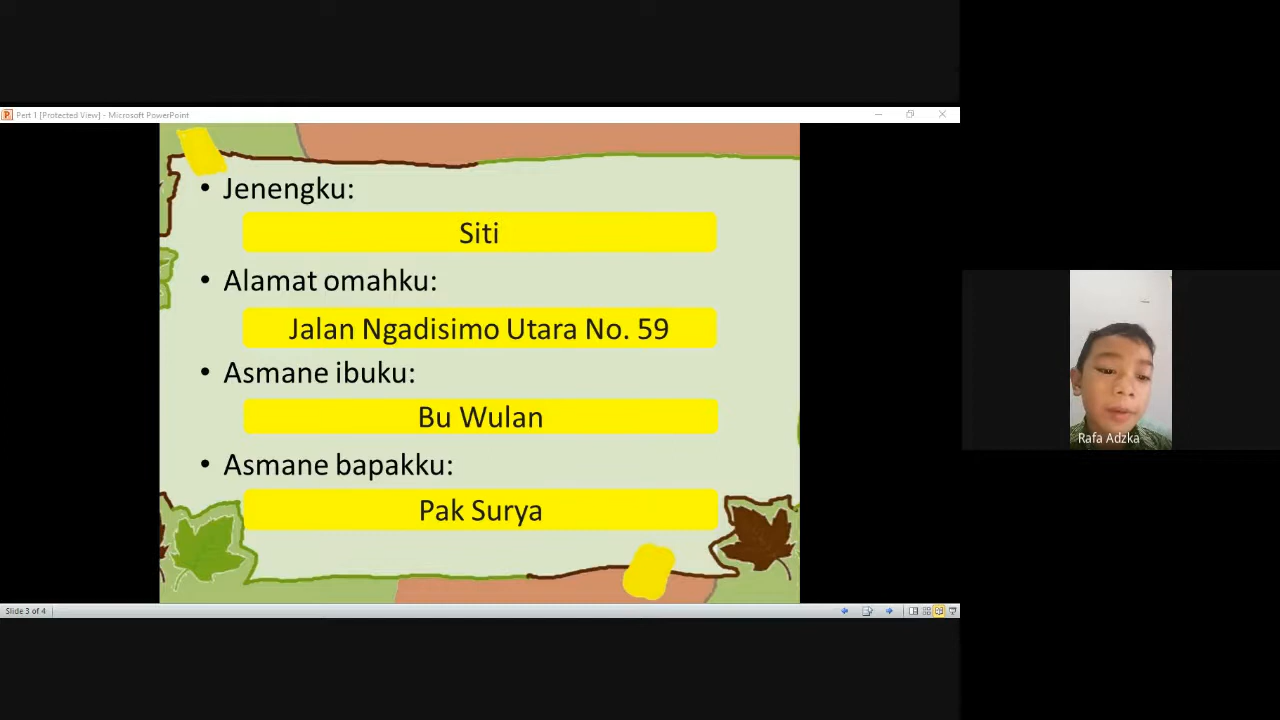 Pert 1 [Protected View] - Microsoft PowerPoint
• Jenengku:
Siti
• Alamat omahku:
Jalan Ngadisimo Utara No. 59
• Asmane ibuku:
Bu Wulan
• Asmane bapakku:
Pak Surya
Rafa Adzka
Slide 3 of 4